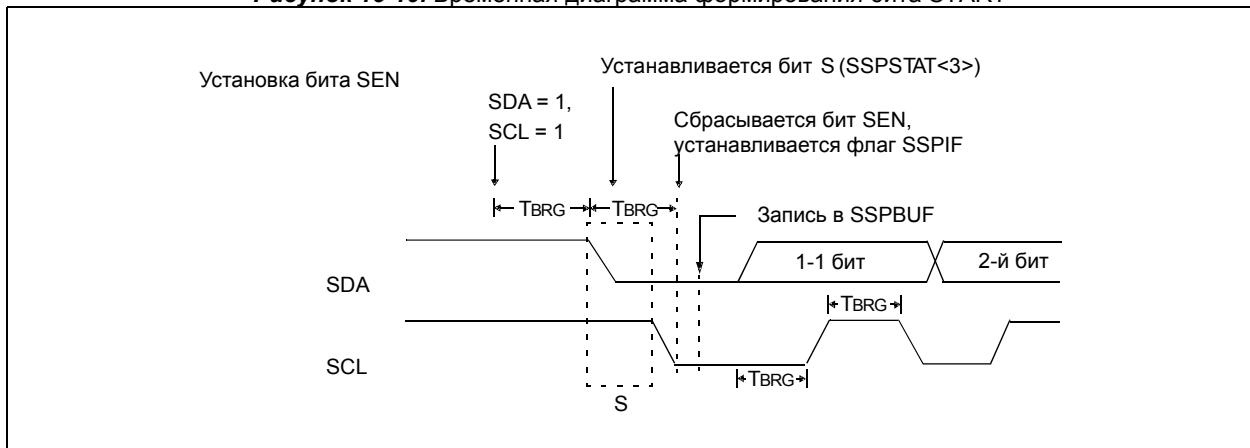 Установка бита SEN
Устанавливается бит S (SSPSTAT<3>)
SDA = 1,
SCL = 1
Сбрасывается бит SEN,
устанавливается флаг SSPIF
TBRG
TBRG
Запись в SSPBUF
1-1 бит
2-й бит
SDA
TBRG
SCL
TBRG
S